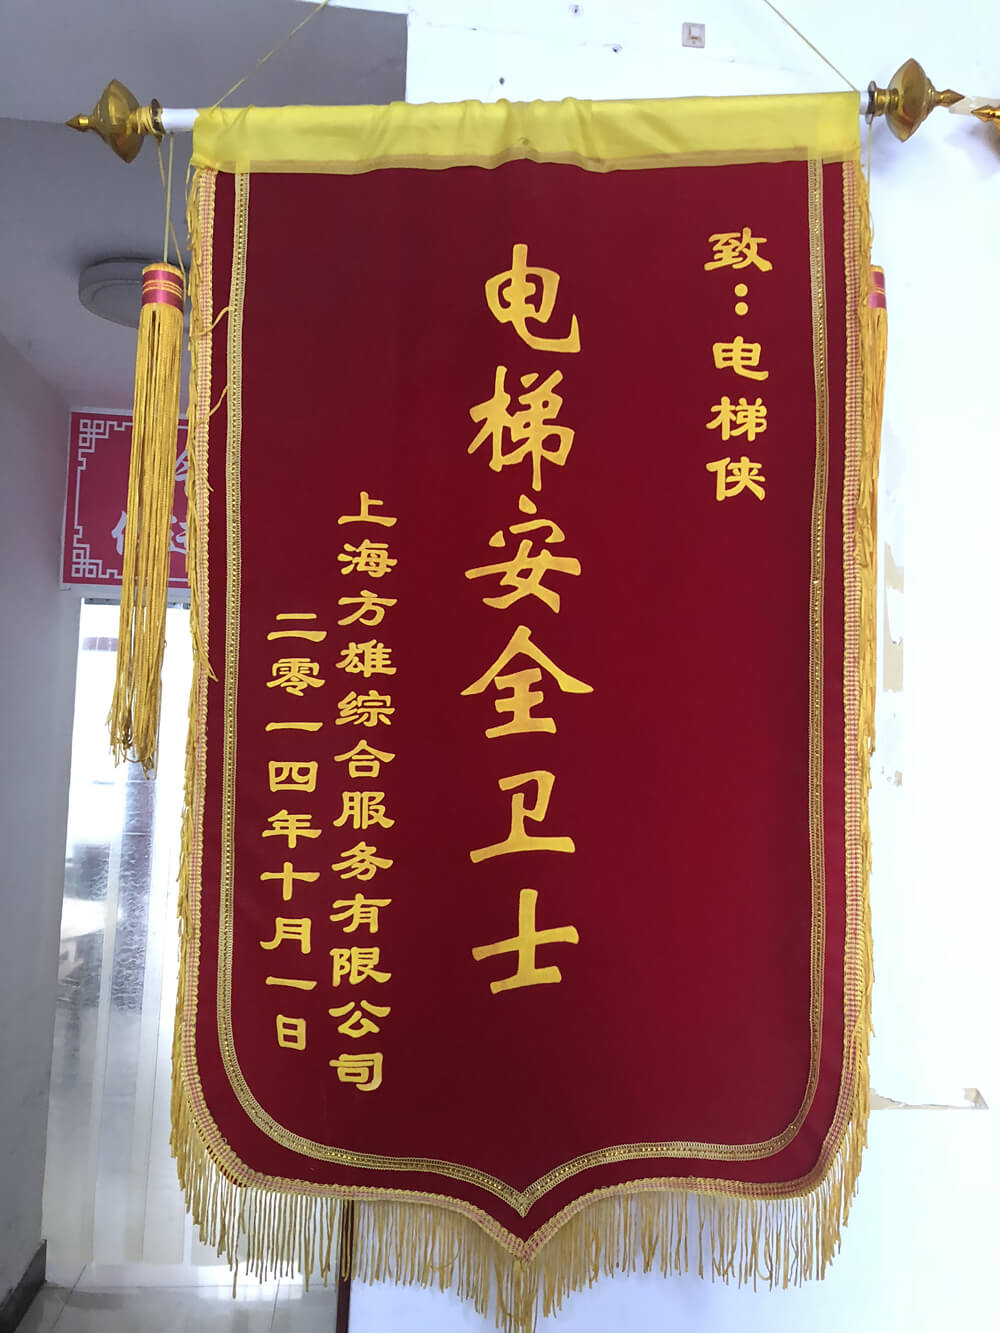 致：电梯侠
电梯安全卫士
上海方雄综合服务有限公司
二零一四年十月一日